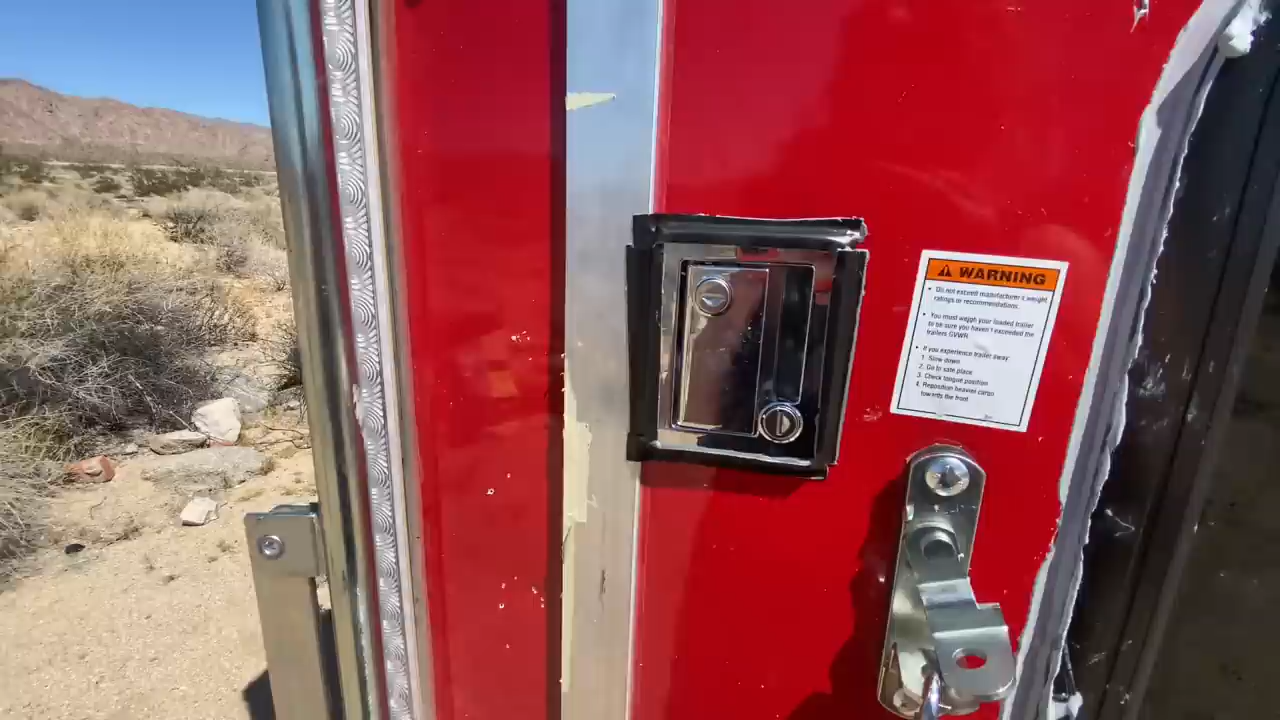 WARNING
• Do not exceed manufacturer's weight
ratings or recommendations.
• You must weigh your loaded trailer
to be sure you haven't exceeded the
trailers GVWR
• If you experience trailer sway:
1. Slow down
2. Go to safe place
3. Check tongue position
4. Reposition heavier cargo
towards the front